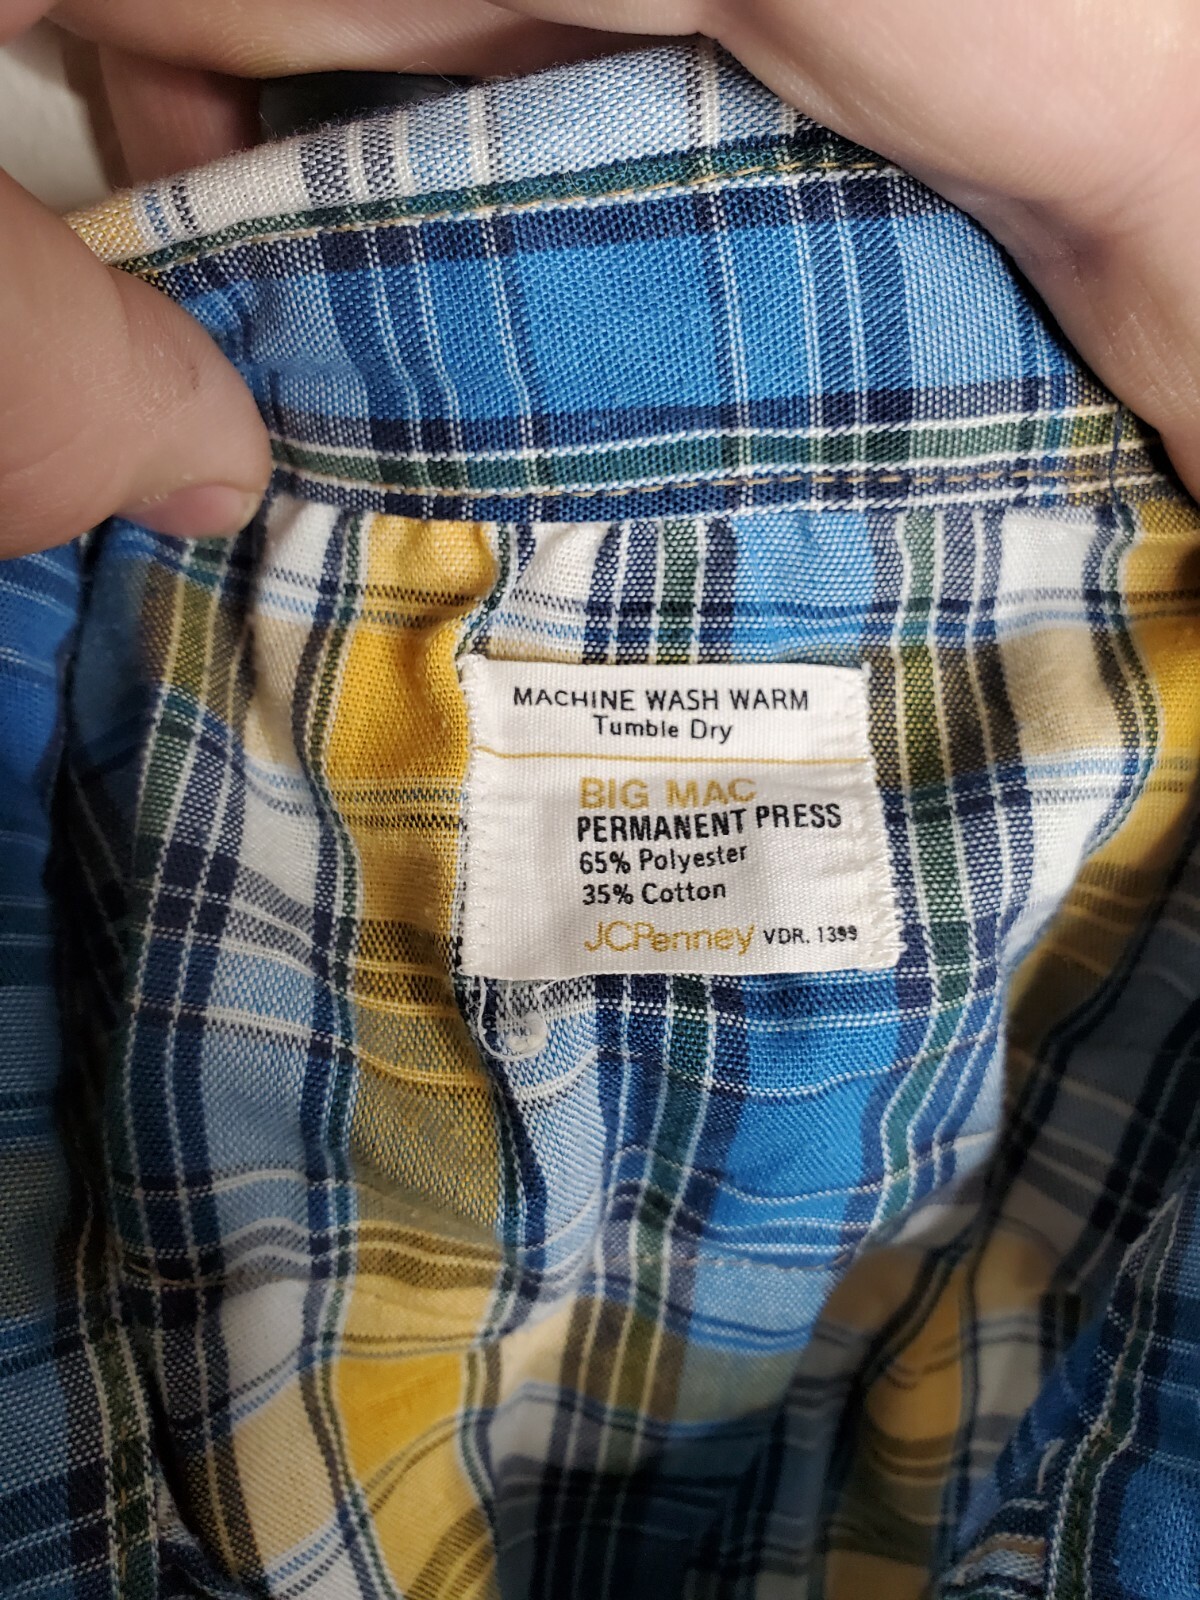 MACHINE WASH WARM
Tumble Dry
BIG MAC
PERMANENT PRESS
65% Polyester
35% Cotton
JCPenney VDR. 1399